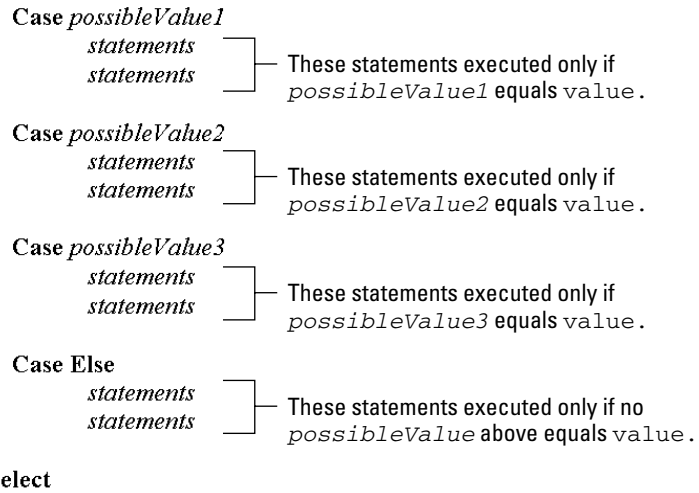 Case possibleValue1
statements
statements
These statements executed only if
possibleValue1 equals value.
Case possibleValue2
statements
statements
These statements executed only if
possibleValue2 equals value.
Case possibleValue3
statements
statements
These statements executed only if
possibleValue3 equals value.
Case Else
statements
statements
These statements executed only if no
possibleValue above equals value.
elect